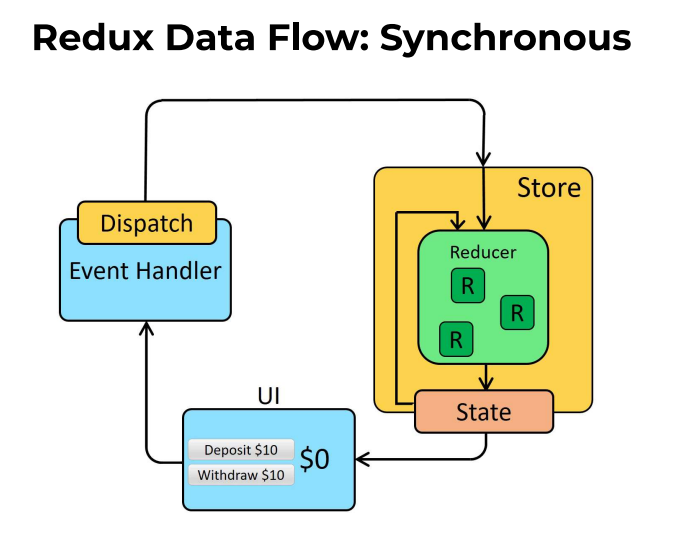 Redux Data Flow: Synchronous
Store
Dispatch
Event Handler
Reducer
R
R
R
State
UI
Deposit $10
Withdraw $10
$0